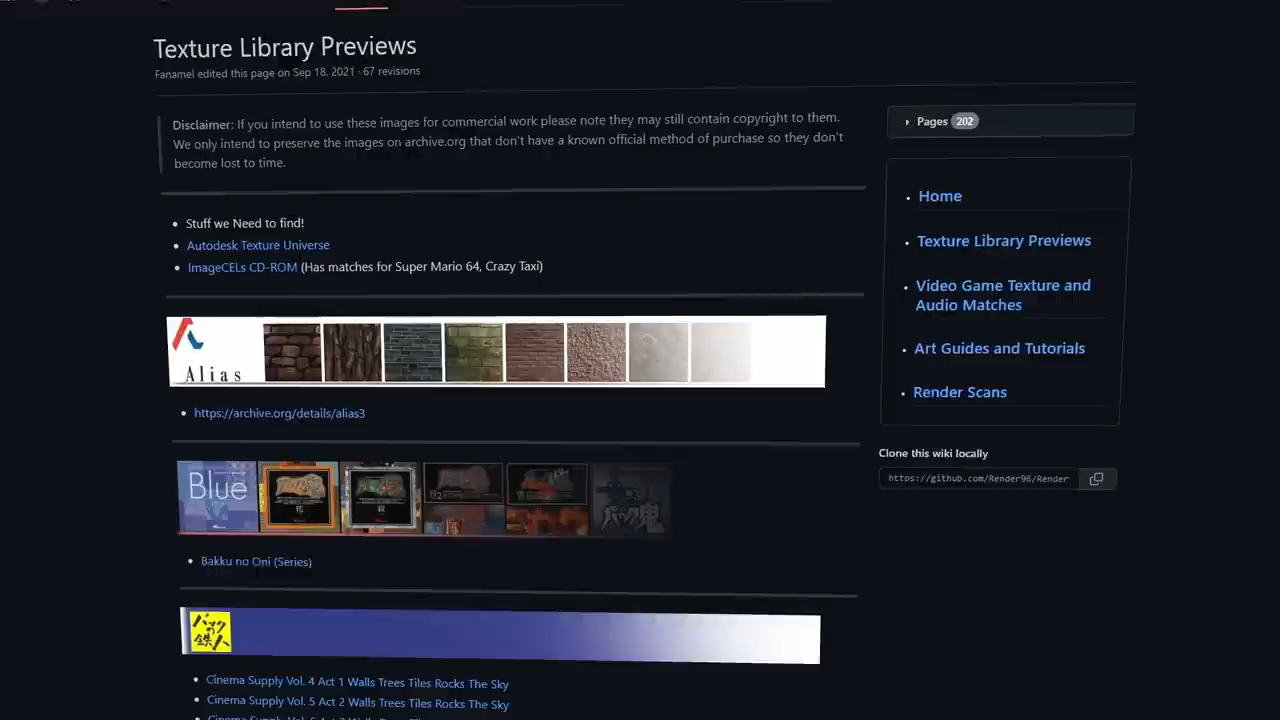 Texture Library Previews
Fanamel edited this page on Sep 18, 2021 · 67 revisions
Disclaimer: If you intend to use these images for commercial work please note they may still contain copyright to them.
We only intend to preserve the images on archive.org that don't have a known official method of purchase so they don't
become lost to time.
Stuff we Need to find!
Autodesk Texture Universe
ImageCELs CD-ROM (Has matches for Super Mario 64, Crazy Taxi)
Alias
https://archive.org/details/alias3
Blue
Bakku no Oni (Series)
バックの鉄人
Cinema Supply Vol. 4 Act 1 Walls Trees Tiles Rocks The Sky
Cinema Supply Vol. 5 Act 2 Walls Trees Tiles Rocks The Sky
Pages 202
Home
Texture Library Previews
Video Game Texture and
Audio Matches
Art Guides and Tutorials
Render Scans
Clone this wiki locally
https://github.com/Render96/Render